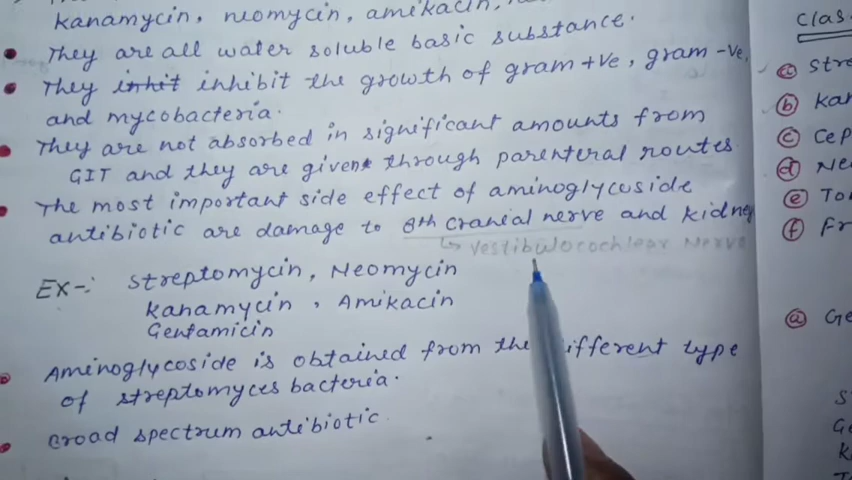 kanamycin, neomycin, amikacin,
They are all water soluble basic substance.
They inhit inhibit the growth of gram +ve, gram -ve,
and mycobacteria.
They are not absorbed in significant amounts from
GIT and they are given through parenteral routes.
The most important side effect of aminoglycoside
antibiotic are damage to 8th cranial nerve and kidney
↳ vestibulocochlear Nerve
EX-: Streptomycin, Neomycin
kanamycin, Amikacin
Gentamicin
Aminoglycoside is obtained from the ifferent type
of streptomyces bacteria.
Broad spectrum antibiotic.
Clas
a Stre
b Kan
c Cep
d Ne
e To
f Fr
a Ge
S
Ge
K